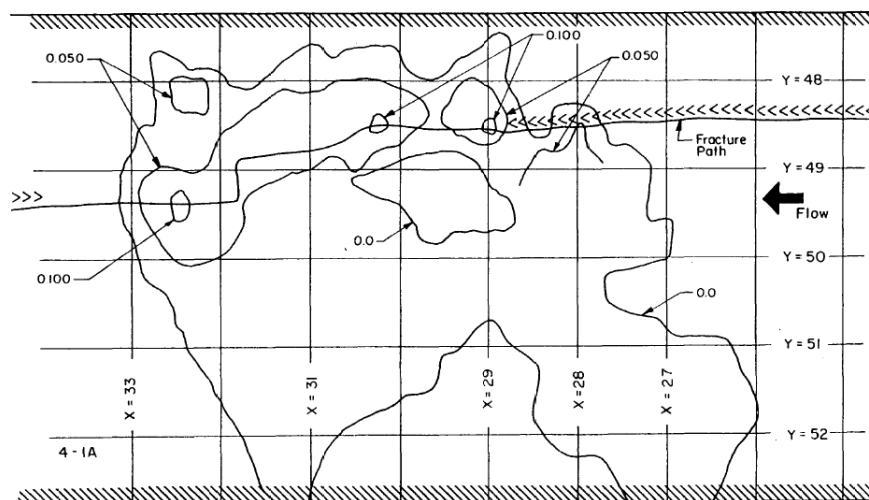 0.100
0.050
0.050
Y = 48
<<<<<<<<<<<<<<<<<<<<<<<<<<<<<
Fracture
Path
Y = 49
>>>
Flow
0.0
Y = 50
0.100
0.0
Y = 51
X = 33
X = 31
X = 29
X = 28
X = 27
Y = 52
4 - 1A